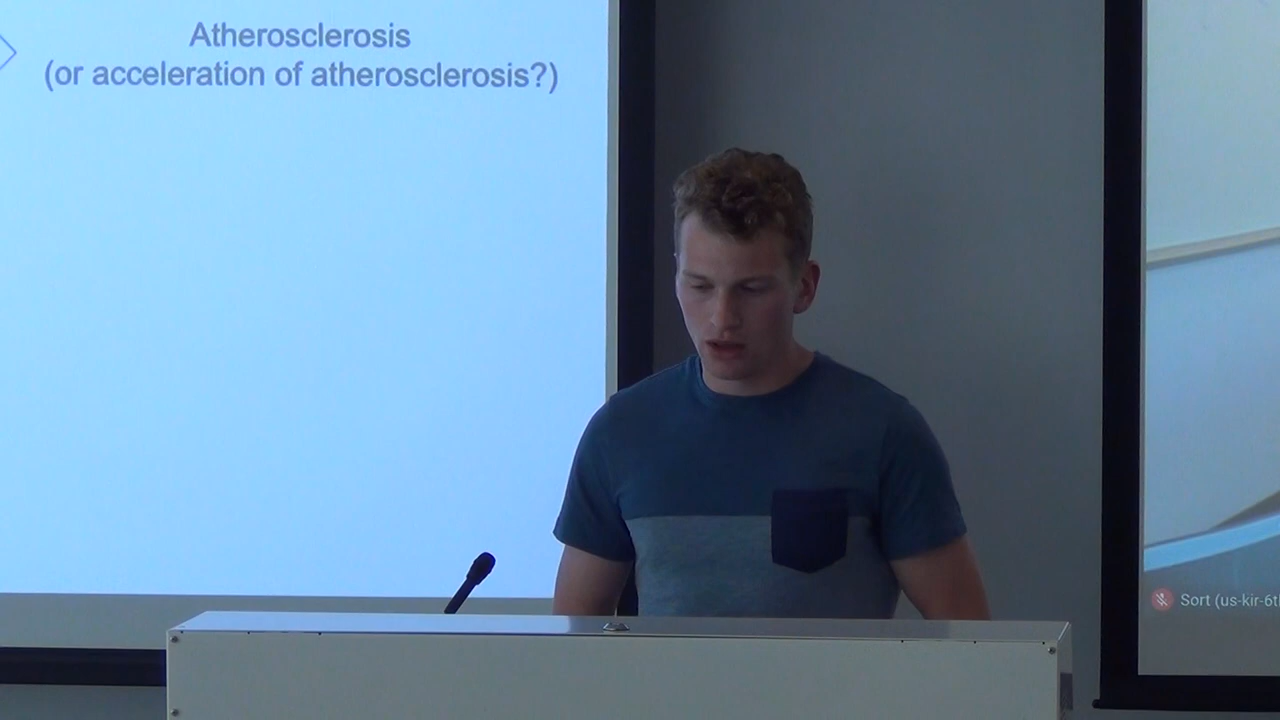 Atherosclerosis
(or acceleration of atherosclerosis?)
Sort (us-kir-6t